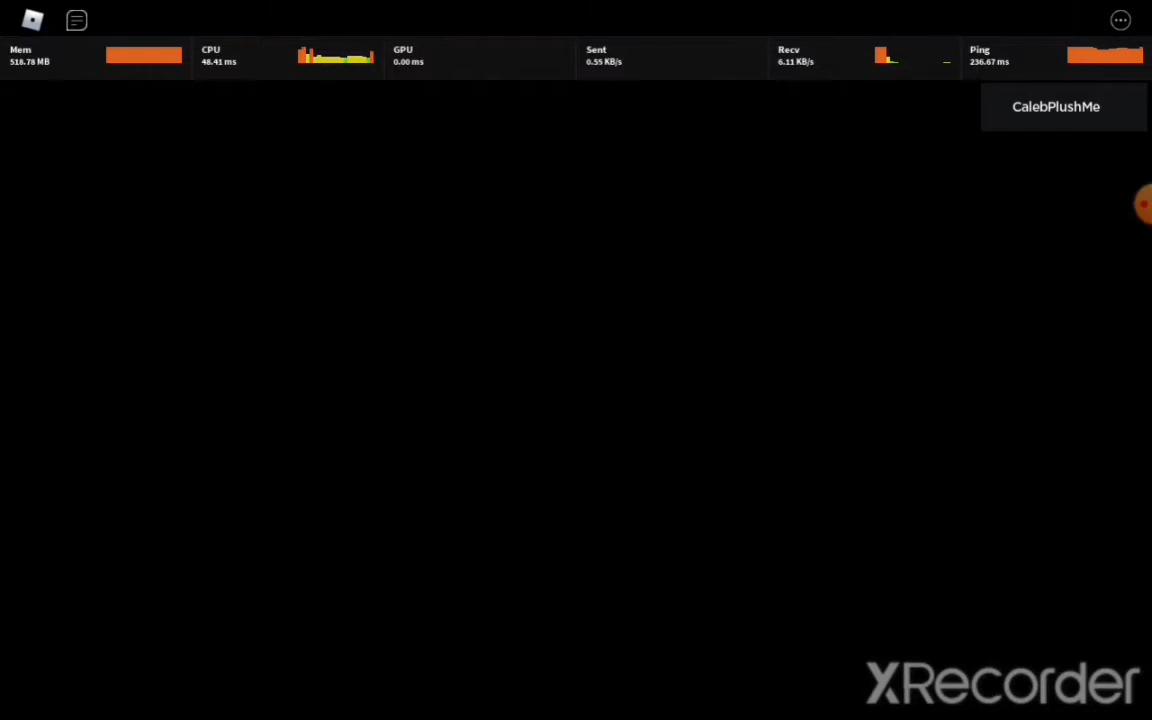 Mem
518.78 MB
CPU
48.41 ms
GPU
0.00 ms
Sent
0.55 KB/s
Recv
6.11 KB/s
Ping
236.67 ms
CalebPlushMe
XRecorder